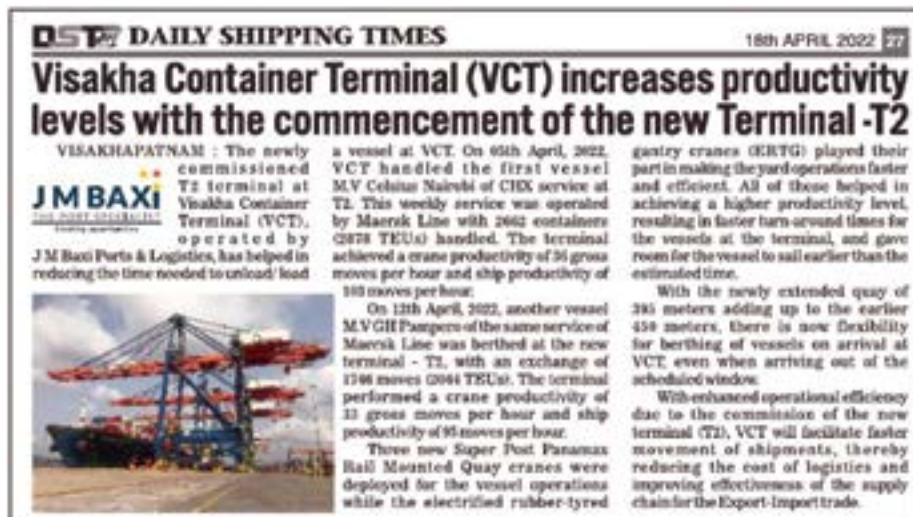 DST DAILY SHIPPING TIMES
18th APRIL 2022 27
Visakha Container Terminal (VCT) increases productivity
levels with the commencement of the new Terminal -T2
VISAKHAPATNAM : The newly
commissioned
T2 terminal at
Visakha Container
Terminal (VCT),
operated by
J M Baxi Ports & Logistics, has helped in
reducing the time needed to unload/ load
J M BAXI
THE PORT SPECIALIST
a vessel at VCT. On 05th April, 2022,
VCT handled the first vessel
M.V Celsius Nairobi of CHX service at
T2. This weekly service was operated
by Maersk Line with 2662 containers
TEUs) handled. The terminal
achieved a crane productivity of 36 gross
moves per hour and ship productivity of
103 moves per hour.
On 12th April, 2022, another vessel
M.V GH Pampero of the same service of
Maersk Line was berthed at the new
terminal - T2, with an exchange of
moves TEUs). The terminal
performed a crane productivity of
33 gross moves per hour and ship
productivity of 95 moves per hour.
Three new Super Post Panamax
Rail Mounted Quay cranes were
deployed for the vessel operations
while the electrified rubber-tyred
gantry cranes (ERTG) played their
part in making the yard operations faster
and efficient. All of these helped in
achieving a higher productivity level,
resulting in faster turn-around times for
the vessels at the terminal, and gave
room for the vessel to sail earlier than the
estimated time.
With the newly extended quay of
395 meters adding up to the earlier
450 meters, there is now flexibility
for berthing of vessels on arrival at
VCT, even when arriving out of the
scheduled window.
With enhanced operational efficiency
due to the commission of the new
terminal (T2), VCT will facilitate faster
movement of shipments, thereby
reducing the cost of logistics and
improving effectiveness of the supply
chain for the Export-Import trade.